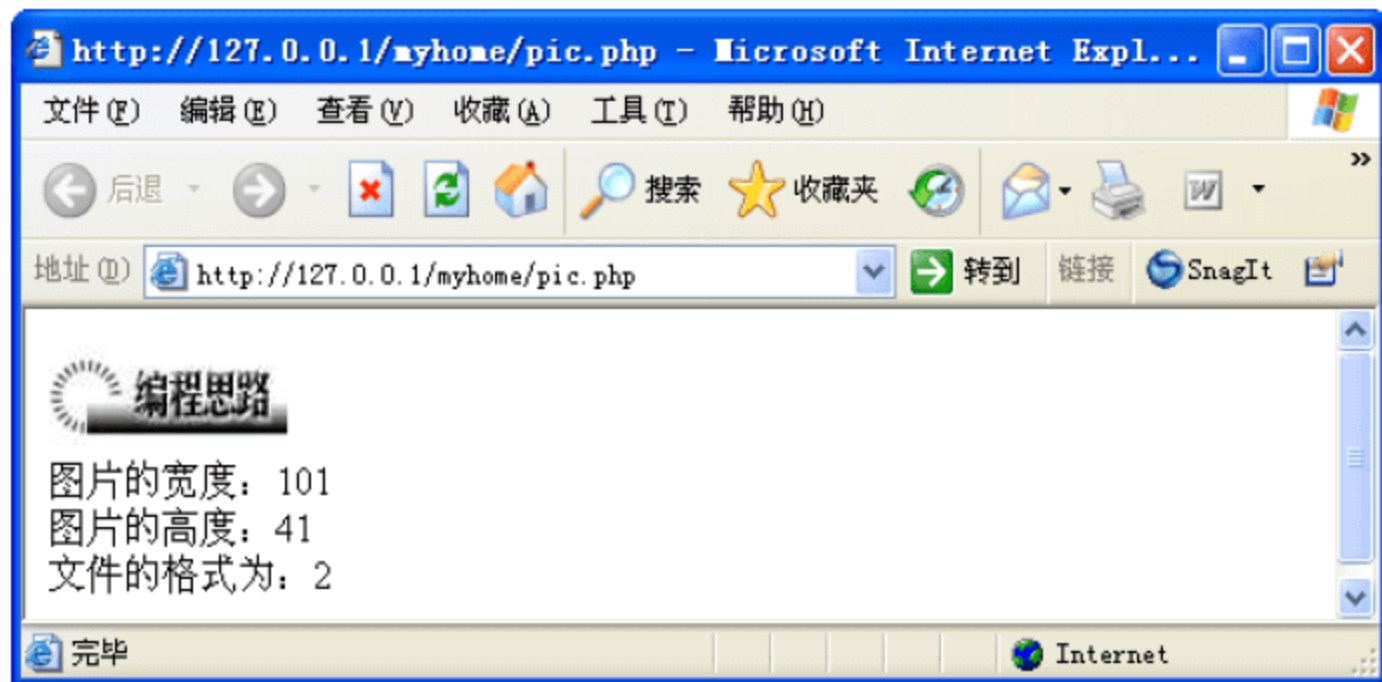 http://127.0.0.1/myhome/pic.php - Microsoft Internet Expl...
文件(F) 编辑(E) 查看(V) 收藏(A) 工具(T) 帮助(H)
后退 搜索 收藏夹 W »
地址(D) http://127.0.0.1/myhome/pic.php 转到 链接 SnagIt
编程思路
图片的宽度：101
图片的高度：41
文件的格式为：2
完毕 Internet